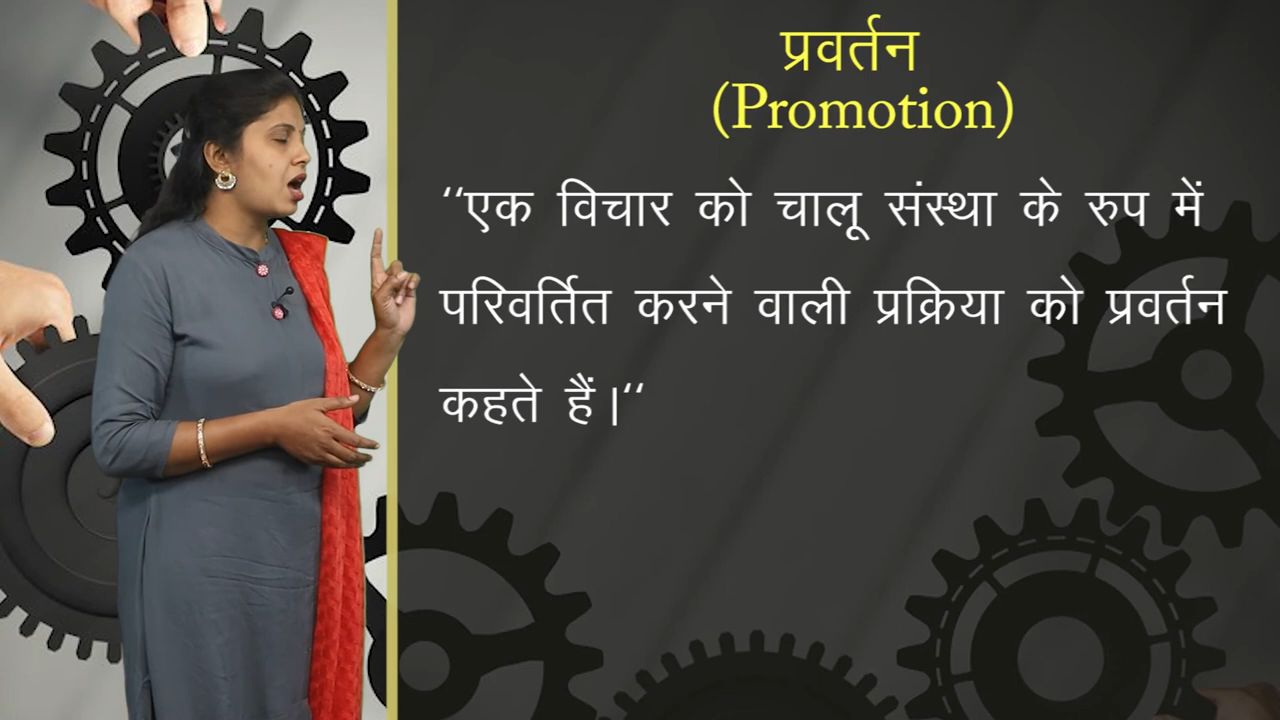 प्रवर्तन
(Promotion)
‘‘एक विचार को चालू संस्था के रुप में
परिवर्तित करने वाली प्रक्रिया को प्रवर्तन
कहते हैं।‘‘